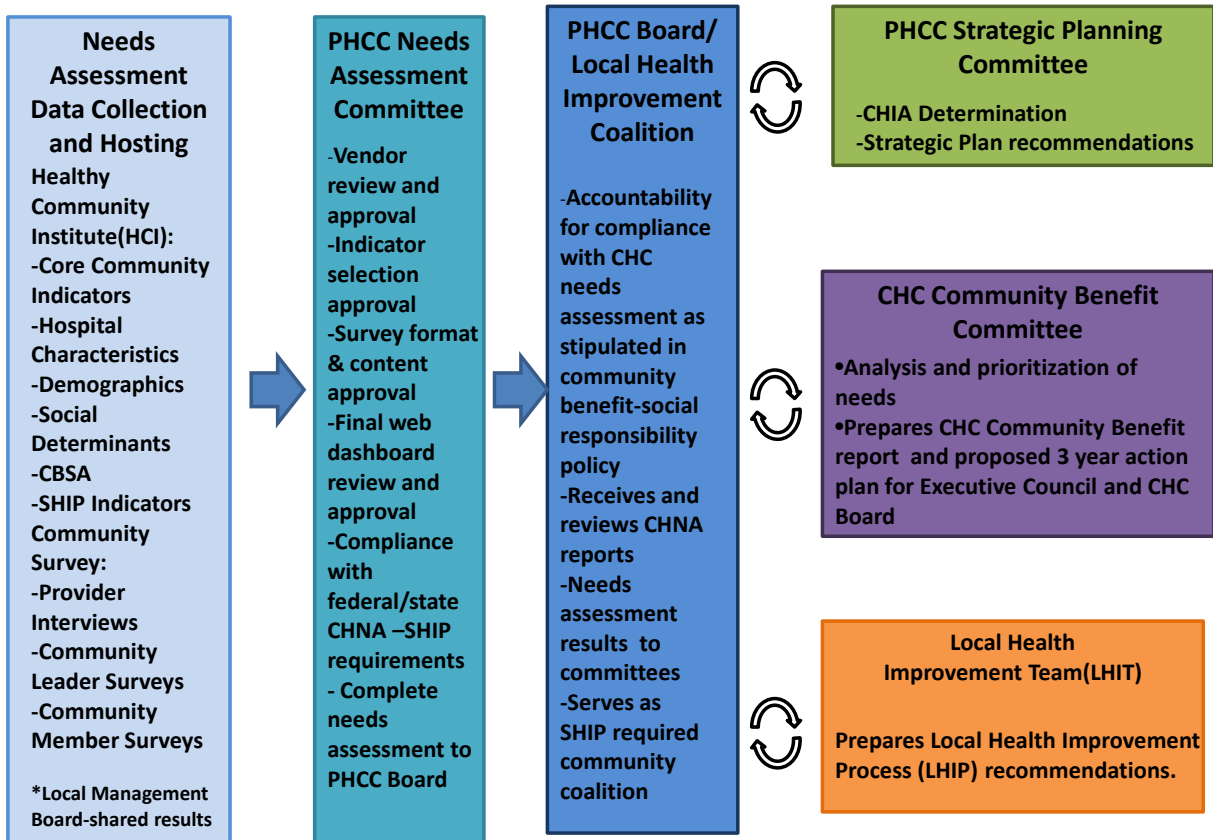 Needs
Assessment
Data Collection
and Hosting
Healthy
Community
Institute(HCI):
-Core Community
Indicators
-Hospital
Characteristics
-Demographics
-Social
Determinants
-CBSA
-SHIP Indicators
Community
Survey:
-Provider
Interviews
-Community
Leader Surveys
-Community
Member Surveys
*Local Management
Board-shared results
PHCC Needs
Assessment
Committee
-Vendor
review and
approval
-Indicator
selection
approval
-Survey format
& content
approval
-Final web
dashboard
review and
approval
-Compliance
with
federal/state
CHNA –SHIP
requirements
- Complete
needs
assessment to
PHCC Board
PHCC Board/
Local Health
Improvement
Coalition
-Accountability
for compliance
with CHC
needs
assessment as
stipulated in
community
benefit-social
responsibility
policy
-Receives and
reviews CHNA
reports
-Needs
assessment
results to
committees
-Serves as
SHIP required
community
coalition
PHCC Strategic Planning
Committee
-CHIA Determination
-Strategic Plan recommendations
CHC Community Benefit
Committee
•Analysis and prioritization of
needs
•Prepares CHC Community Benefit
report and proposed 3 year action
plan for Executive Council and CHC
Board
Local Health
Improvement Team(LHIT)
Prepares Local Health Improvement
Process (LHIP) recommendations.